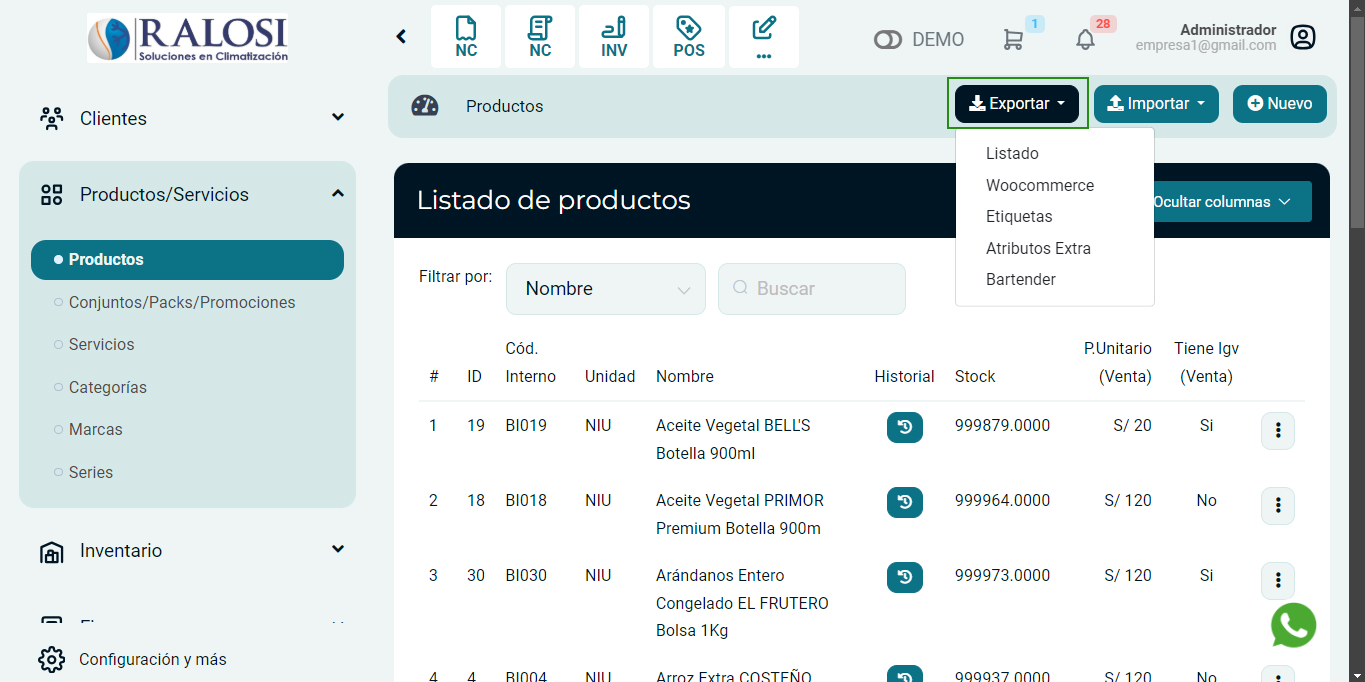 RALOSI
Soluciones en Climatización
NC
NC
INV
POS
...
DEMO
1
28
Administrador
empresa1@gmail.com
Clientes
Productos/Servicios
Productos
Conjuntos/Packs/Promociones
Servicios
Categorías
Marcas
Series
Inventario
Configuración y más
Productos
Exportar
Importar
Nuevo
Listado
Woocommerce
Etiquetas
Atributos Extra
Bartender
Listado de productos
Ocultar columnas
Filtrar por:
Nombre
Buscar
# ID Cód. Interno Unidad Nombre Historial Stock P.Unitario (Venta) Tiene Igv (Venta)
1 19 BI019 NIU Aceite Vegetal BELL'S 999879.0000 S/ 20 Si
Botella 900ml
2 18 BI018 NIU Aceite Vegetal PRIMOR 999964.0000 S/ 120 No
Premium Botella 900m
3 30 BI030 NIU Arándanos Entero 999973.0000 S/ 120 Si
Congelado EL FRUTERO
Bolsa 1Kg
4 4 BI004 NIU Arroz Extra COSTEÑO 999937.0000 S/ 120 No